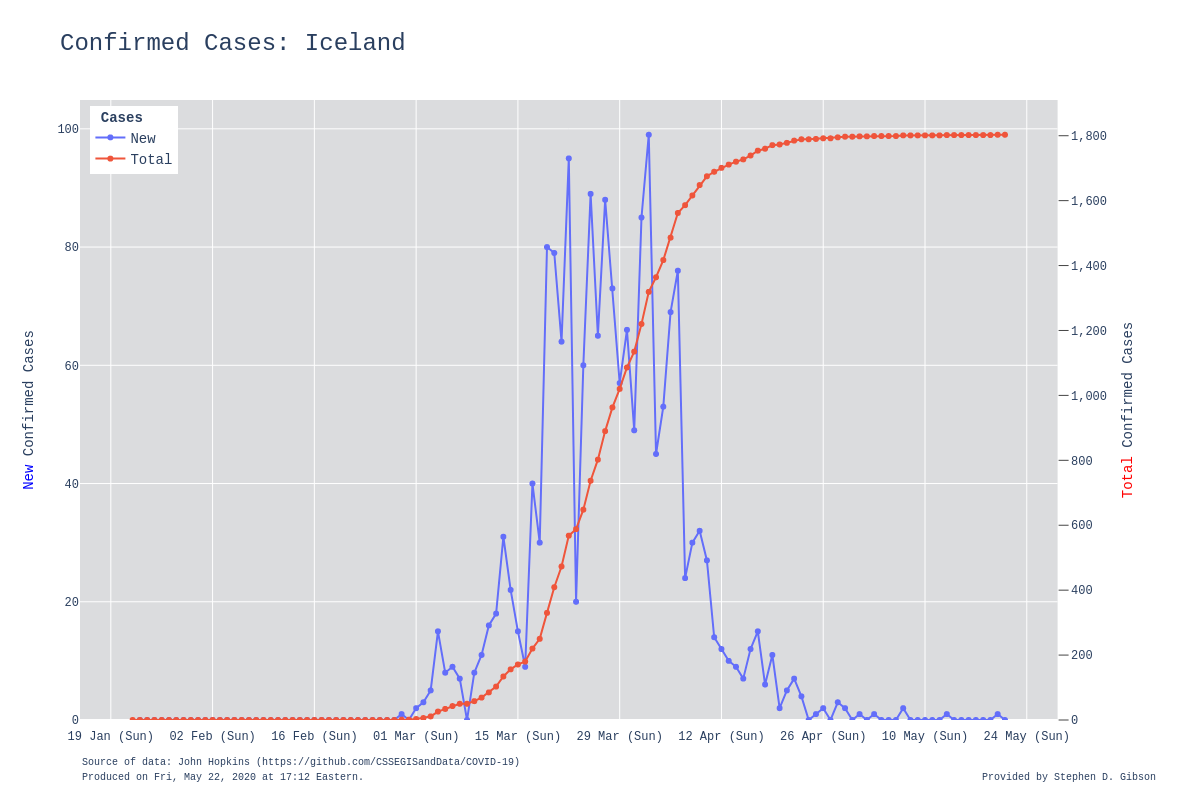 Confirmed Cases: Iceland
Cases
New
Total
100
80
60
40
20
0
1,800
1,600
1,400
1,200
1,000
800
600
400
200
0
New Confirmed Cases
Total Confirmed Cases
19 Jan (Sun) 02 Feb (Sun) 16 Feb (Sun) 01 Mar (Sun) 15 Mar (Sun) 29 Mar (Sun) 12 Apr (Sun) 26 Apr (Sun) 10 May (Sun) 24 May (Sun)
Source of data: John Hopkins (https://github.com/CSSEGISandData/COVID-19)
Produced on Fri, May 22, 2020 at 17:12 Eastern.
Provided by Stephen D. Gibson